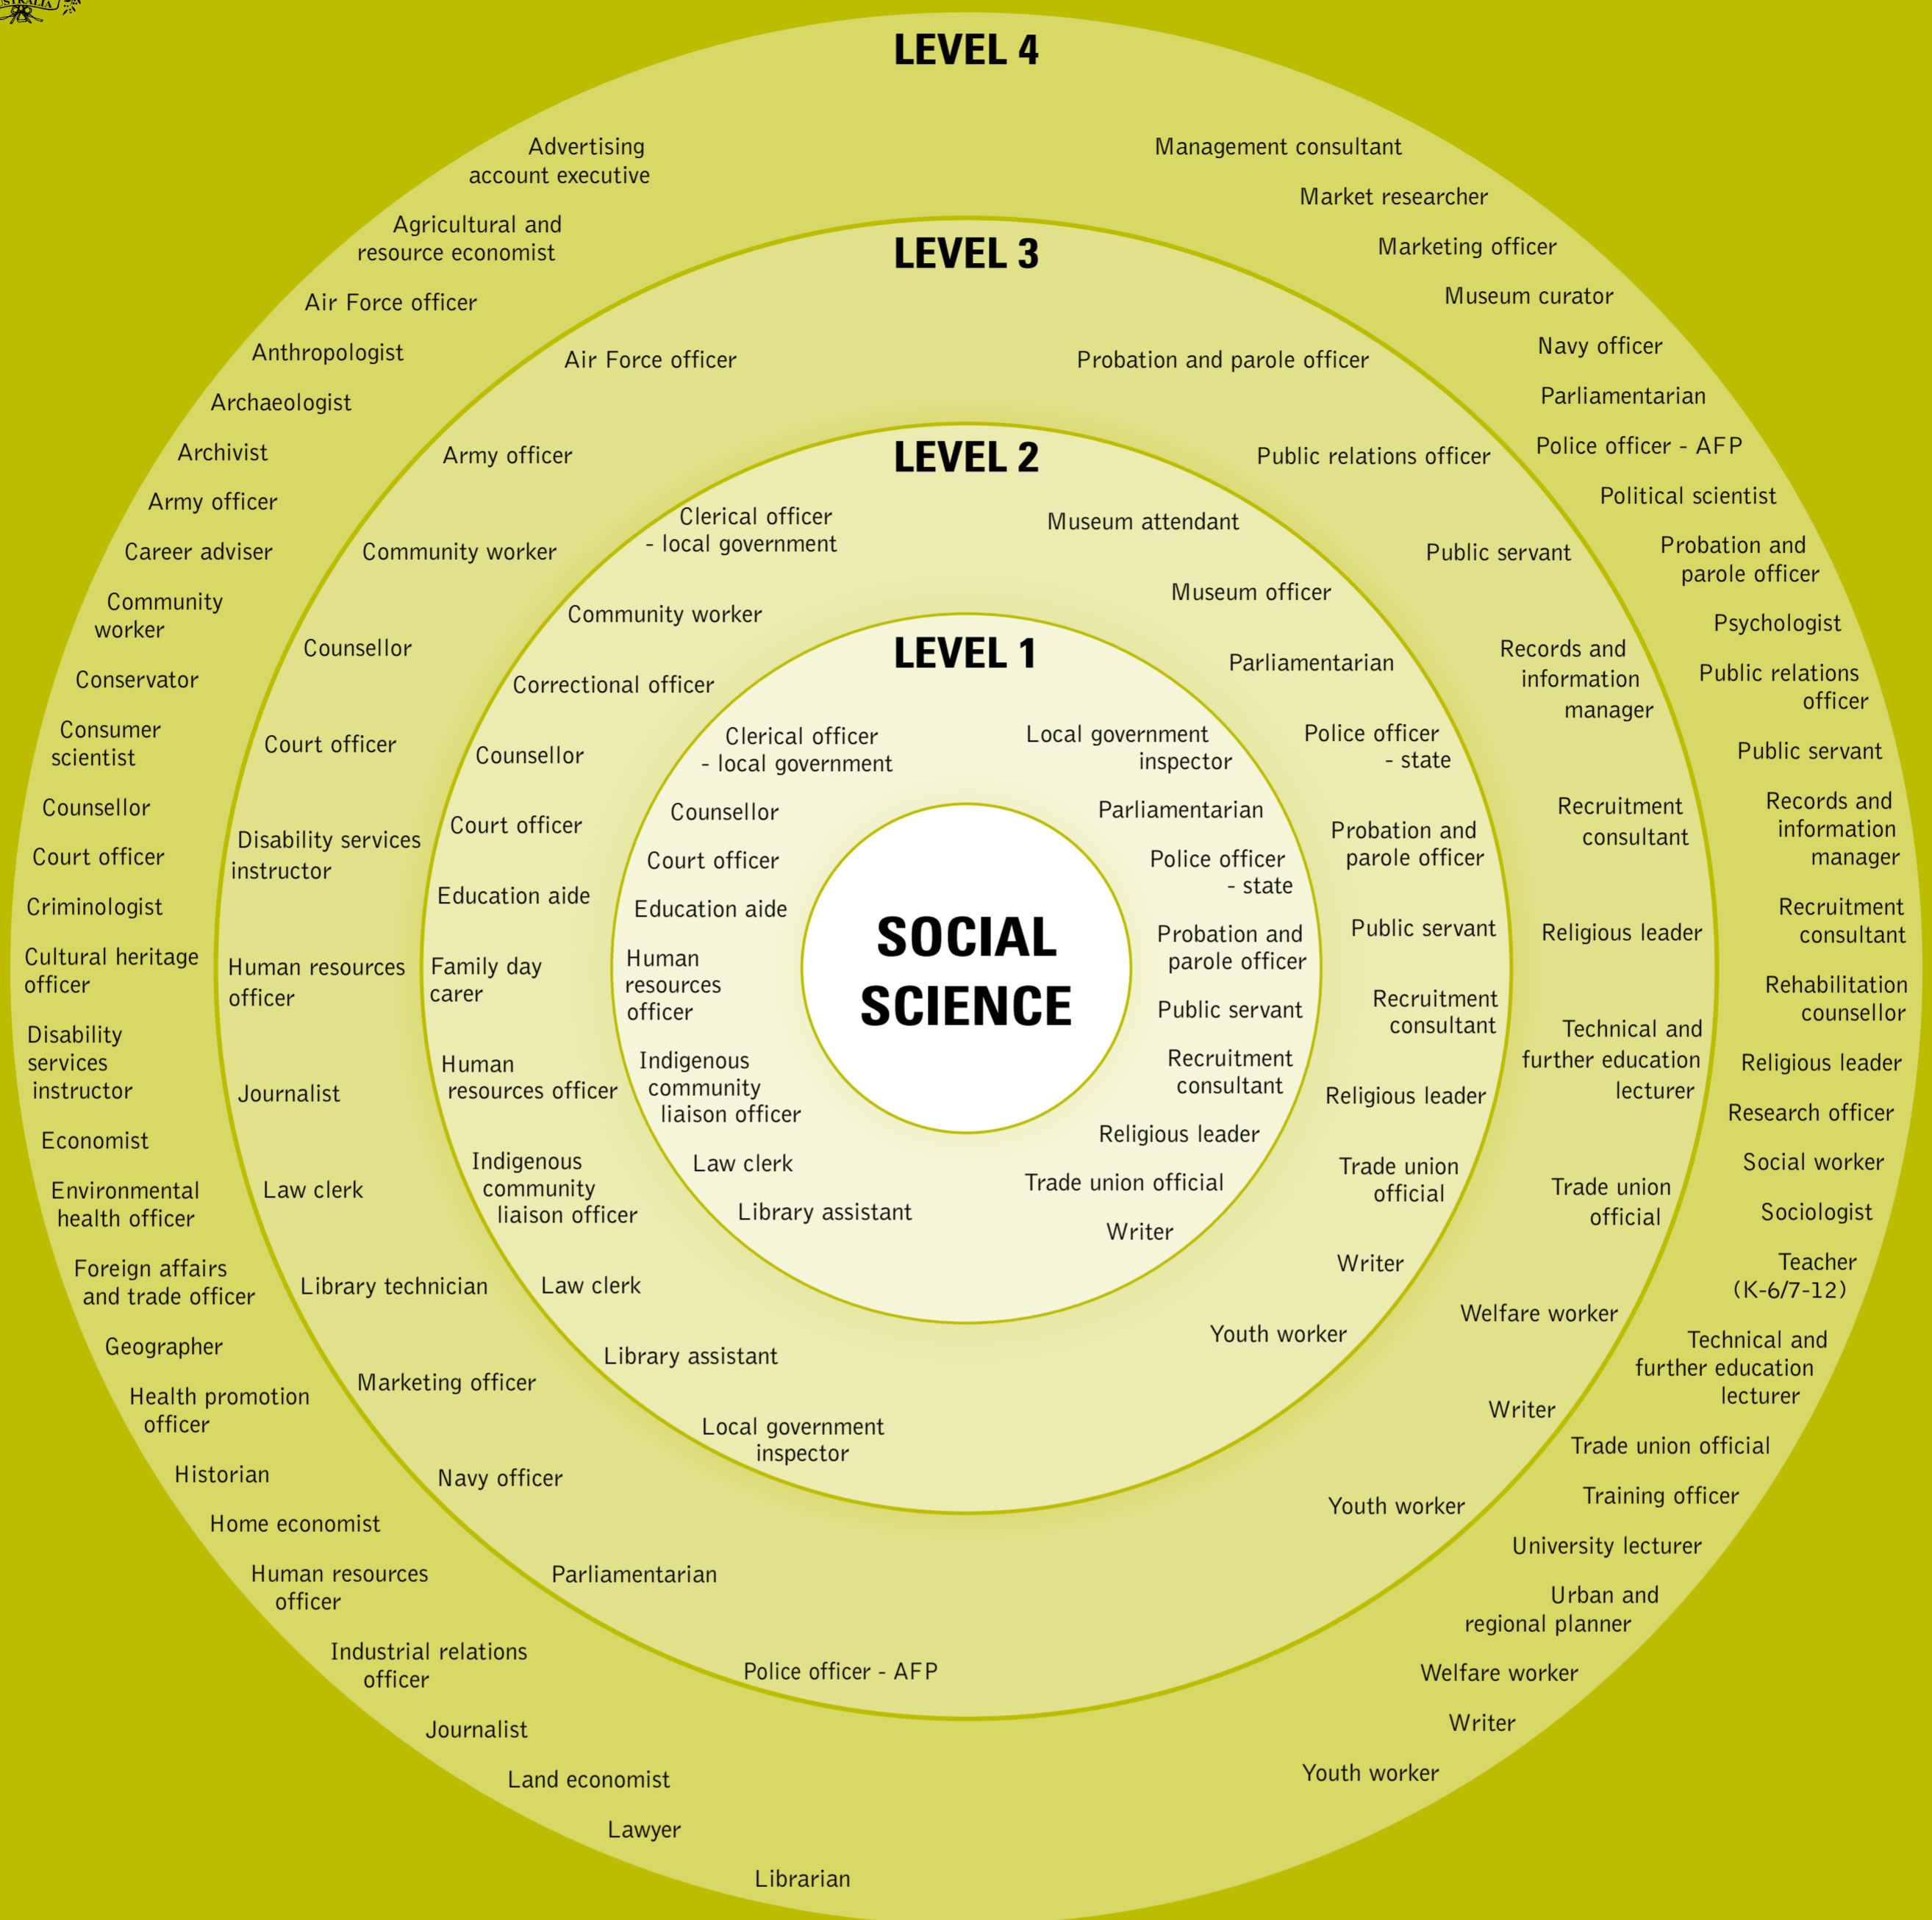 USTRALIA
LEVEL 4
Advertising
account executive
Agricultural and
resource economist
Air Force officer
Anthropologist
Archaeologist
Archivist
Army officer
Career adviser
Community
worker
Conservator
Consumer
scientist
Counsellor
Court officer
Criminologist
Cultural heritage
officer
Disability
services
instructor
Economist
Environmental
health officer
Foreign affairs
and trade officer
Geographer
Health promotion
officer
Historian
Home economist
Human resources
officer
Industrial relations
officer
Journalist
Land economist
Lawyer
Librarian
Management consultant
Market researcher
Marketing officer
Museum curator
Navy officer
Parliamentarian
Police officer - AFP
Political scientist
Probation and
parole officer
Psychologist
Public relations
officer
Public servant
Records and
information
manager
Recruitment
consultant
Rehabilitation
counsellor
Religious leader
Research officer
Social worker
Sociologist
Teacher
(K-6/7-12)
Technical and
further education
lecturer
Trade union official
Training officer
University lecturer
Urban and
regional planner
Welfare worker
Writer
Youth worker
LEVEL 3
Air Force officer
Army officer
Community worker
Counsellor
Court officer
Disability services
instructor
Human resources
officer
Journalist
Law clerk
Library technician
Marketing officer
Navy officer
Parliamentarian
Police officer - AFP
Probation and parole officer
Public relations officer
Public servant
Records and
information
manager
Recruitment
consultant
Religious leader
Technical and
further education
lecturer
Trade union
official
Welfare worker
Writer
Youth worker
LEVEL 2
Clerical officer
- local government
Community worker
Correctional officer
Counsellor
Court officer
Education aide
Family day
carer
Human
resources officer
Indigenous
community
liaison officer
Law clerk
Library assistant
Local government
inspector
Museum attendant
Museum officer
Parliamentarian
Police officer
- state
Probation and
parole officer
Public servant
Recruitment
consultant
Religious leader
Trade union
official
Writer
Youth worker
LEVEL 1
Clerical officer
- local government
Counsellor
Court officer
Education aide
Human
resources
officer
Indigenous
community
liaison officer
Law clerk
Library assistant
Local government
inspector
Parliamentarian
Police officer
- state
Probation and
parole officer
Public servant
Recruitment
consultant
Religious leader
Trade union official
Writer
SOCIAL
SCIENCE